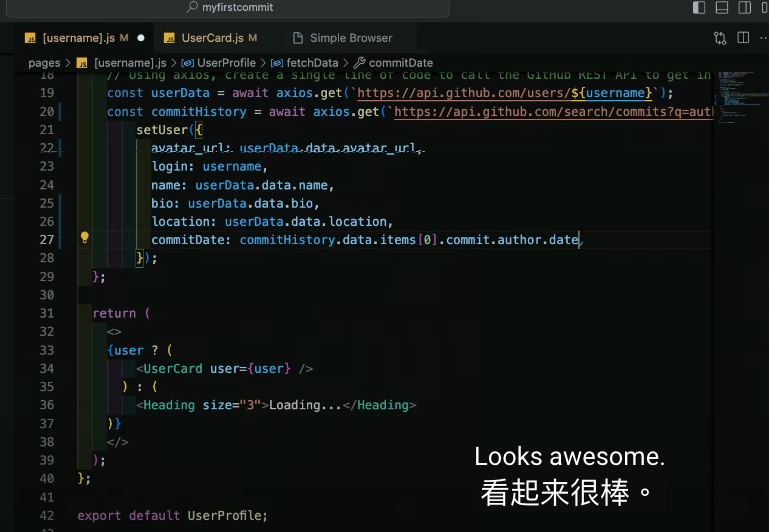 myfirstcommit
[username].js M ● UserCard.js M Simple Browser
pages > [username].js > UserProfile > fetchData > commitDate
18 // Using axios, create a single line of code to call the GitHub REST API to get in
19 const userData = await axios.get(`https://api.github.com/users/${username}`);
20 const commitHistory = await axios.get(`https://api.github.com/search/commits?q=aut
21 setUser({
22 avatar_url: userData.data.avatar_url,
23 login: username,
24 name: userData.data.name,
25 bio: userData.data.bio,
26 location: userData.data.location,
27 commitDate: commitHistory.data.items[0].commit.author.date,
28 });
29 };
30
31 return (
32 <>
33 {user ? (
34 <UserCard user={user} />
35 ) : (
36 <Heading size="3">Loading...</Heading>
37 )}
38 </>
39 );
40 };
41
42 export default UserProfile;
Looks awesome.
看起来很棒。